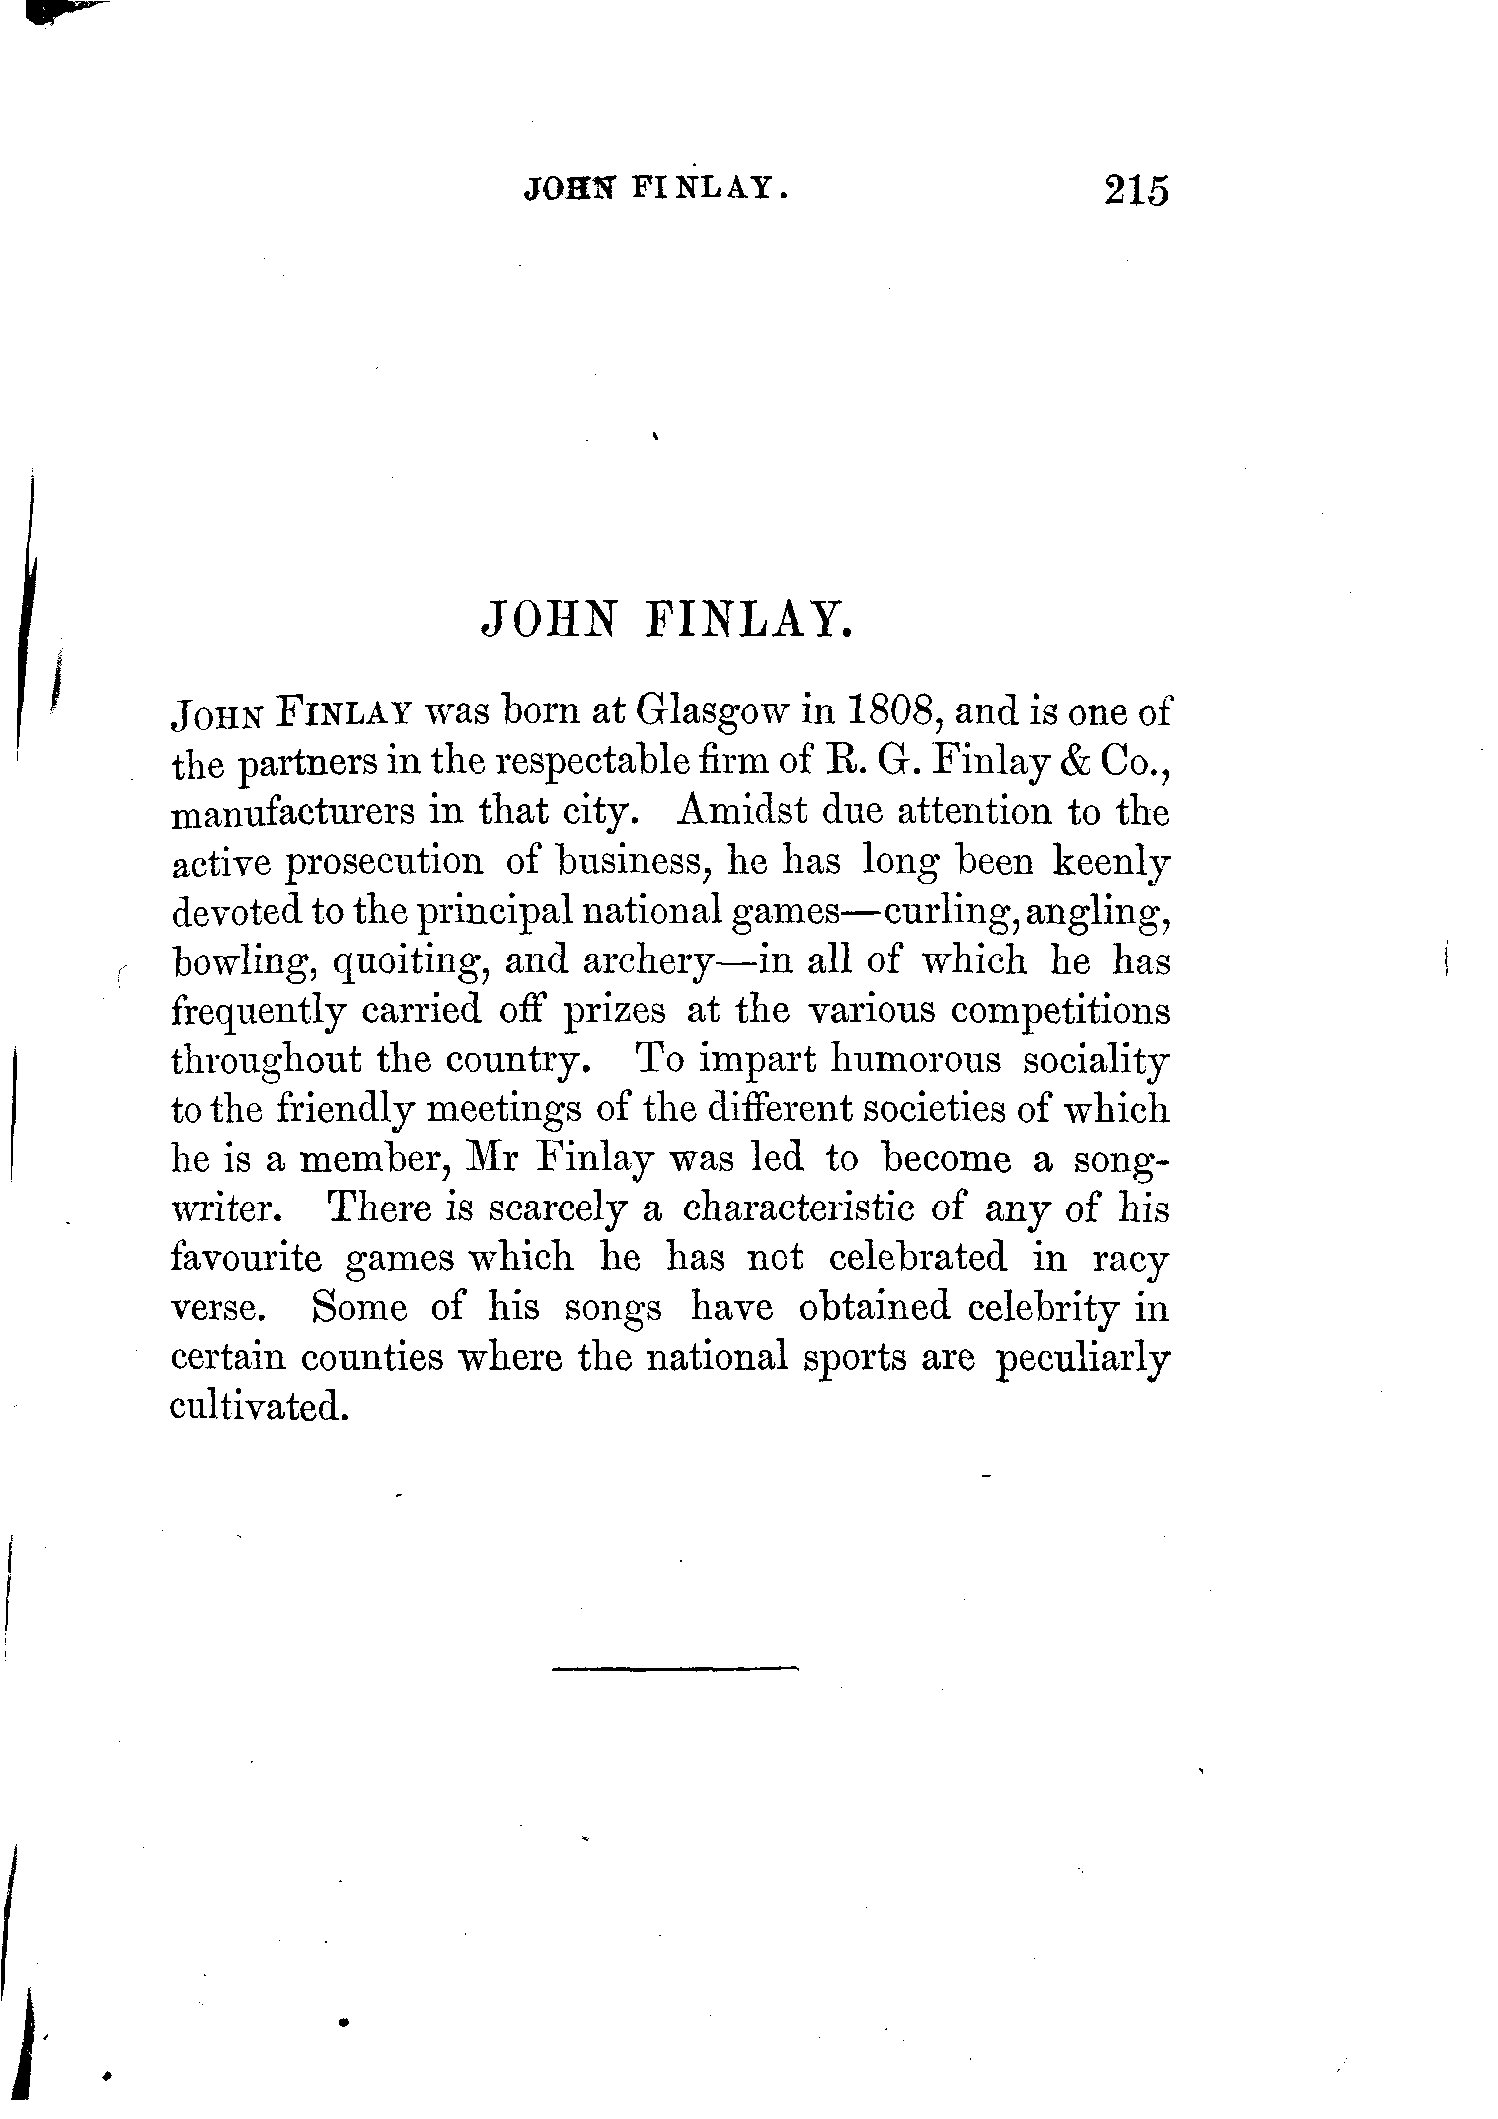 JOHN FINLAY. 215
JOHN FINLAY.
JOHN FINLAY was born at Glasgow in 1808, and is one of
the partners in the respectable firm of R. G. Finlay & Co.,
manufacturers in that city. Amidst due attention to the
active prosecution of business, he has long been keenly
devoted to the principal national games—curling, angling,
bowling, quoiting, and archery—in all of which he has
frequently carried off prizes at the various competitions
throughout the country. To impart humorous sociality
to the friendly meetings of the different societies of which
he is a member, Mr Finlay was led to become a song-
writer. There is scarcely a characteristic of any of his
favourite games which he has not celebrated in racy
verse. Some of his songs have obtained celebrity in
certain counties where the national sports are peculiarly
cultivated.